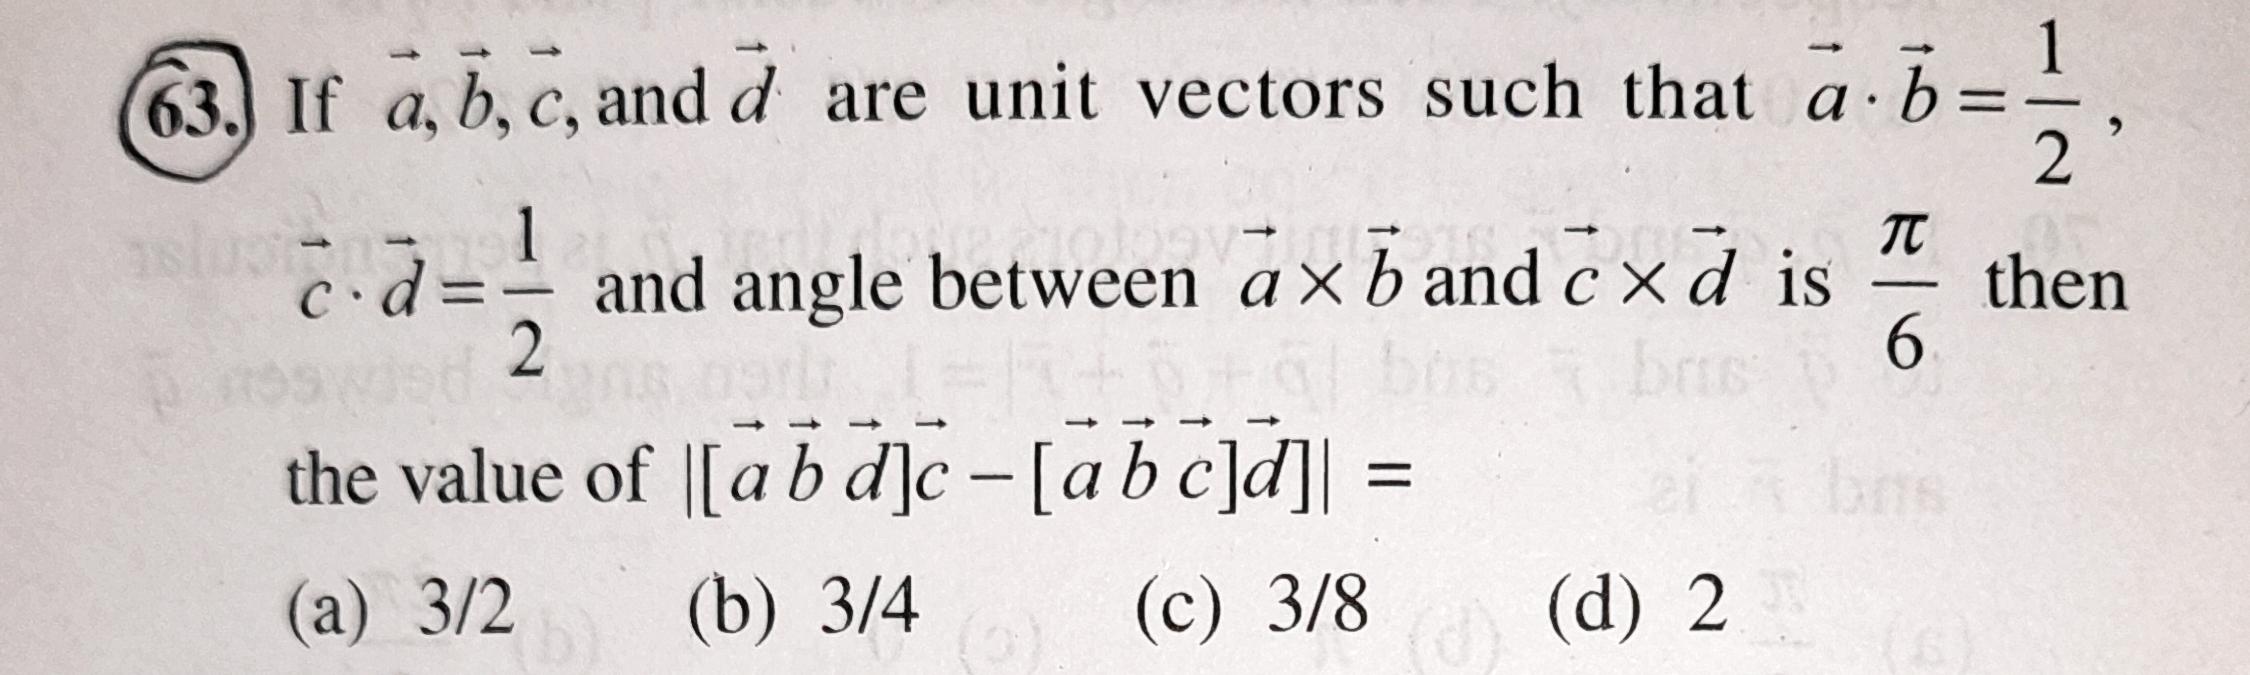 63. If a⃗, b⃗, c⃗, and d⃗ are unit vectors such that a⃗ · b⃗ = 1/2,
c⃗ · d⃗ = 1/2 and angle between a⃗ × b⃗ and c⃗ × d⃗ is π/6 then
the value of |[a⃗ b⃗ d⃗]c⃗ – [a⃗ b⃗ c⃗]d⃗]| =
(a) 3/2 (b) 3/4 (c) 3/8 (d) 2